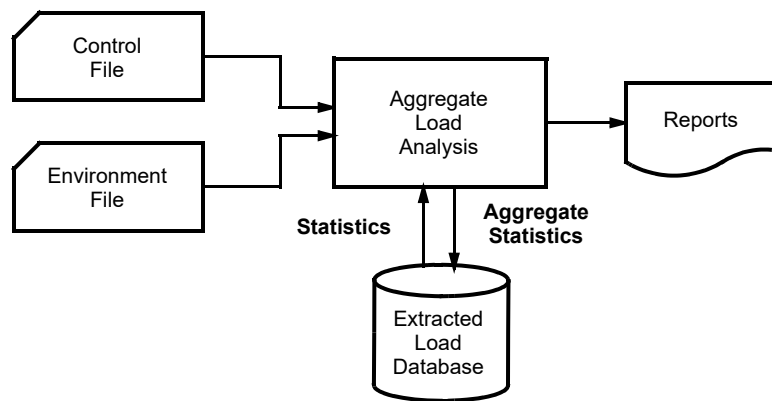 Control
File
Aggregate
Load
Analysis
Reports
Environment
File
Statistics
Aggregate
Statistics
Extracted
Load
Database